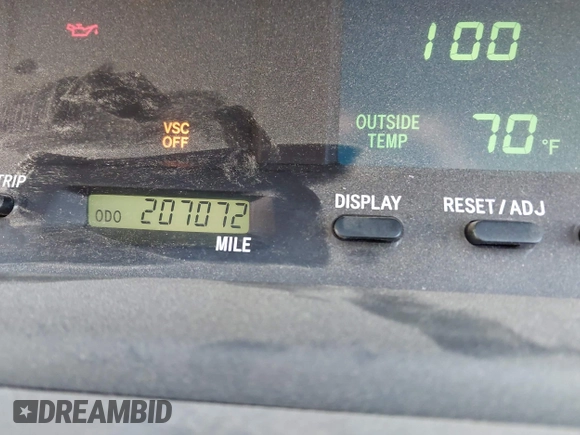 100
VSC
OFF
OUTSIDE
TEMP
70°F
TRIP
ODO 207072
MILE
DISPLAY
RESET / ADJ
DREAMBID